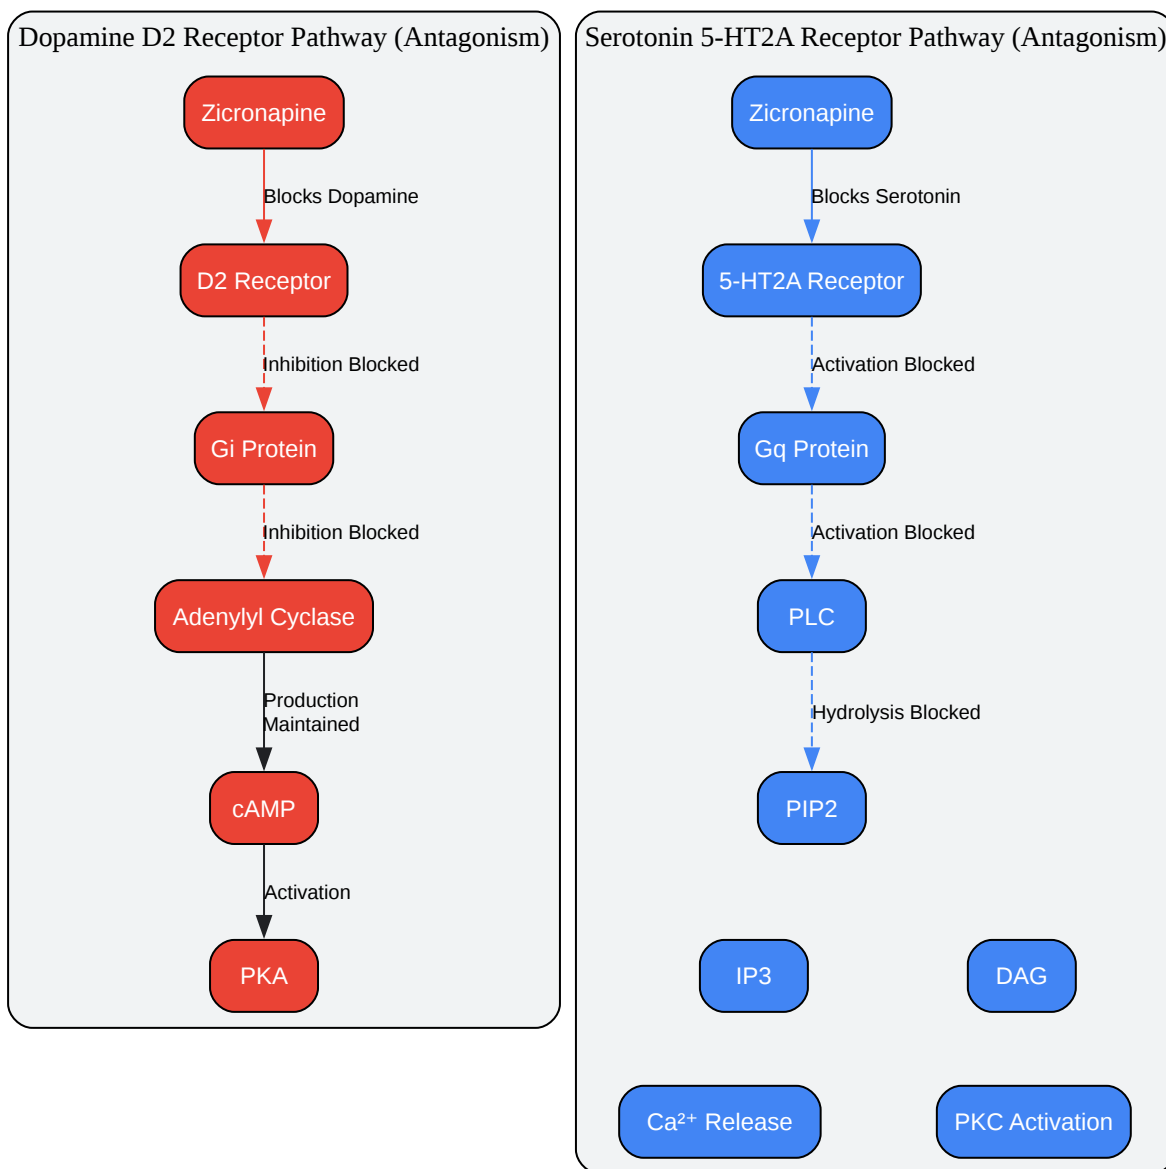 Dopamine D2 Receptor Pathway (Antagonism)
Zicronapine
Blocks Dopamine
D2 Receptor
Inhibition Blocked
Gi Protein
Inhibition Blocked
Adenylyl Cyclase
Production
Maintained
cAMP
Activation
PKA
Serotonin 5-HT2A Receptor Pathway (Antagonism)
Zicronapine
Blocks Serotonin
5-HT2A Receptor
Activation Blocked
Gq Protein
Activation Blocked
PLC
Hydrolysis Blocked
PIP2
IP3
DAG
Ca²⁺ Release
PKC Activation